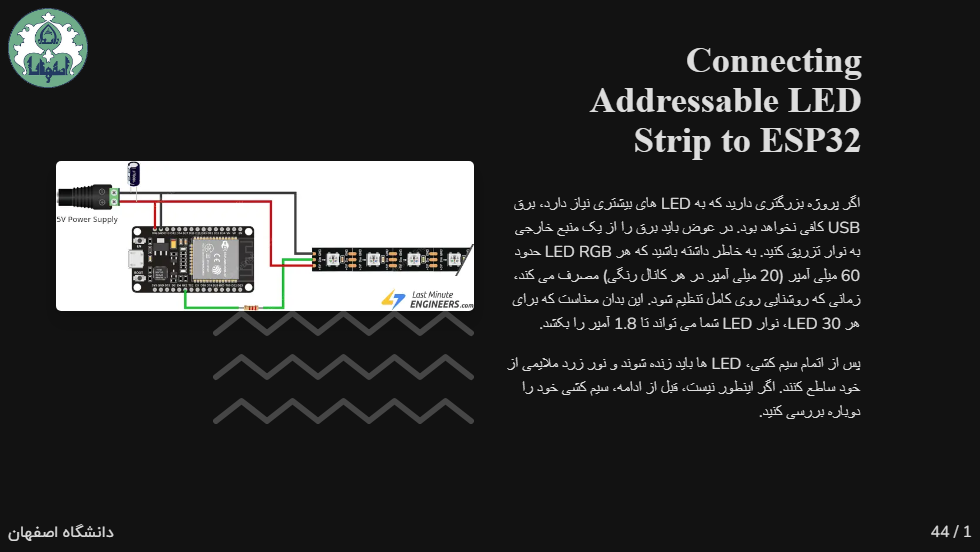 Connecting
Addressable LED
Strip to ESP32
اگر پروژه بزرگتری دارید که به LED های بیشتری نیاز دارد، برق
USB کافی نخواهد بود. در عوض باید برق را از یک منبع خارجی
به نوار تزریق کنید. به خاطر داشته باشید که هر LED RGB حدود
60 میلی آمپر (20 میلی آمپر در هر کانال رنگی) مصرف می کند،
زمانی که روشنایی روی کامل تنظیم شود. این بدان معناست که برای
هر 30 LED، نوار LED شما می تواند تا 1.8 آمپر را بکشد.
پس از اتمام سیم کشی، LED ها باید زنده شوند و نور زرد ملایمی از
خود ساطع کنند. اگر اینطور نیست، قبل از ادامه، سیم کشی خود را
دوباره بررسی کنید.
5V Power Supply
Last Minute
ENGINEERS.com
دانشگاه اصفهان
44 / 1